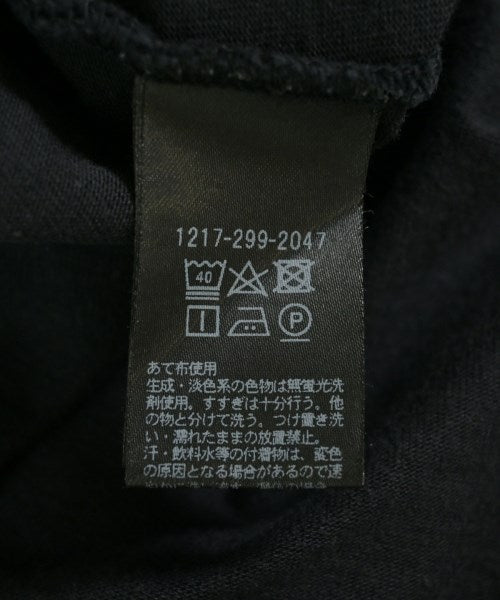 1217-299-2047
40
P
あて布使用
生成・淡色系の色物は無蛍光洗
剤使用。すすぎは十分行う。他
の物と分けて洗う。つけ置き洗
い・濡れたままの放置禁止。
汗・飲料水等の付着物は、変色
の原因となる場合があるので速